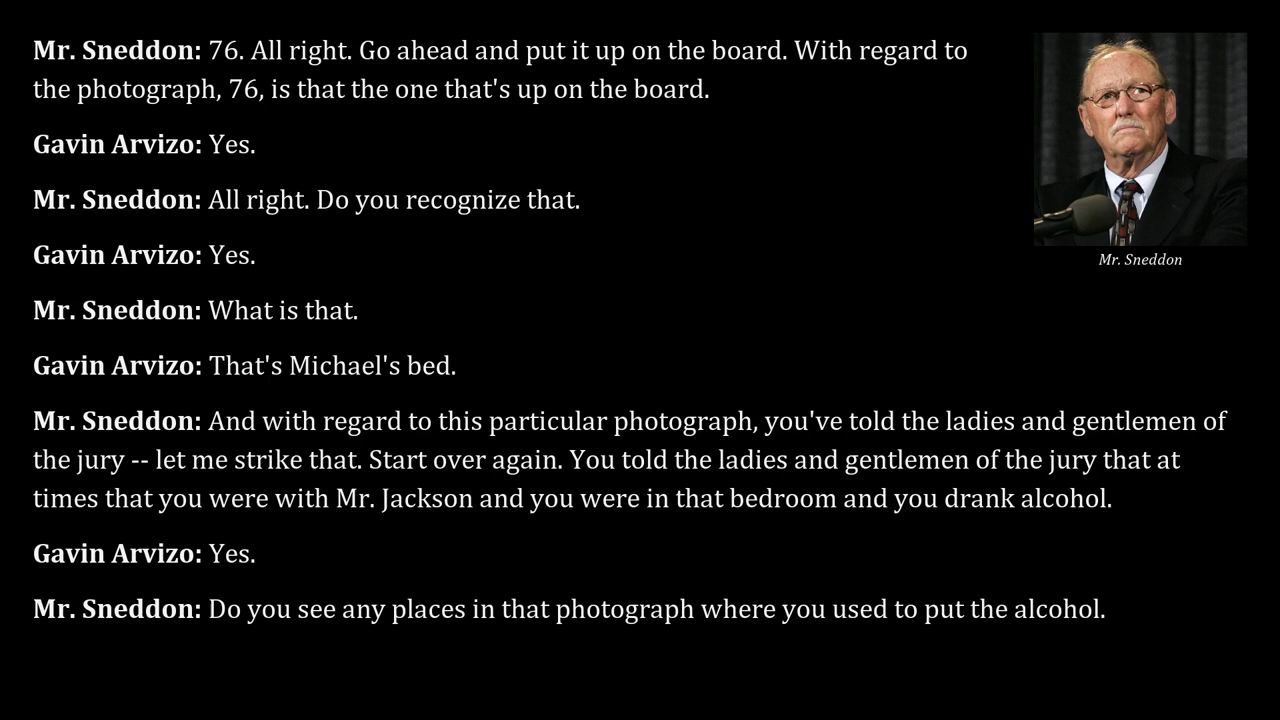 Mr. Sneddon: 76. All right. Go ahead and put it up on the board. With regard to
the photograph, 76, is that the one that's up on the board.
Gavin Arvizo: Yes.
Mr. Sneddon: All right. Do you recognize that.
Gavin Arvizo: Yes.
Mr. Sneddon
Mr. Sneddon: What is that.
Gavin Arvizo: That's Michael's bed.
Mr. Sneddon: And with regard to this particular photograph, you've told the ladies and gentlemen of
the jury -- let me strike that. Start over again. You told the ladies and gentlemen of the jury that at
times that you were with Mr. Jackson and you were in that bedroom and you drank alcohol.
Gavin Arvizo: Yes.
Mr. Sneddon: Do you see any places in that photograph where you used to put the alcohol.